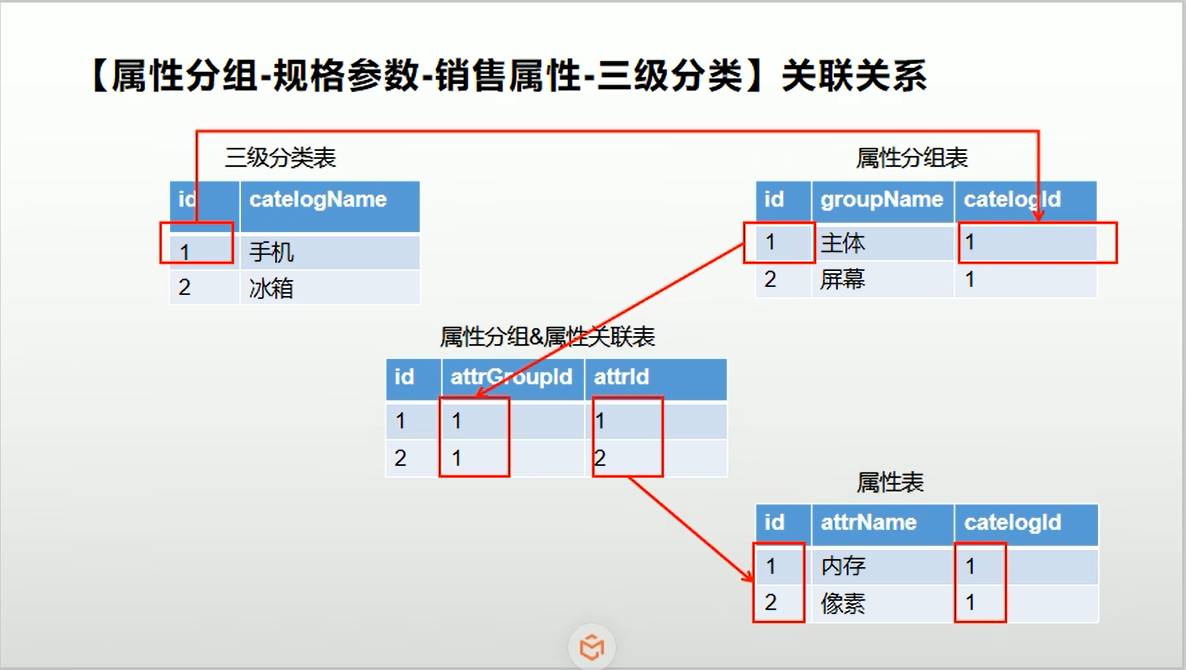 【属性分组-规格参数-销售属性-三级分类】关联关系
三级分类表
id catelogName
1 手机
2 冰箱
属性分组表
id groupName catelogId
1 主体 1
2 屏幕 1
属性分组&属性关联表
id attrGroupId attrId
1 1 1
2 1 2
属性表
id attrName catelogId
1 内存 1
2 像素 1